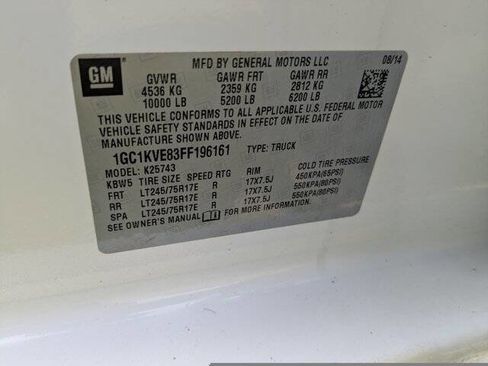 GM
MFD BY GENERAL MOTORS LLC 08/14
GVWR GAWR FRT GAWR RR
4536 KG 2359 KG 2812 KG
10000 LB 5200 LB 6200 LB
THIS VEHICLE CONFORMS TO ALL APPLICABLE U.S. FEDERAL MOTOR
VEHICLE SAFETY STANDARDS IN EFFECT ON THE DATE OF
MANUFACTURE SHOWN ABOVE.
1GC1KVE83FF196161 TYPE: TRUCK
MODEL: K25743
KBW5 TIRE SIZE SPEED RTG RIM COLD TIRE PRESSURE
FRT LT245/75R17E R 17X7.5J 450KPA(65PSI)
RR LT245/75R17E R 17X7.5J 550KPA(80PSI)
SPA LT245/75R17E R 17X7.5J 550KPA(80PSI)
SEE OWNER'S MANUAL FOR MORE INFORMATION.